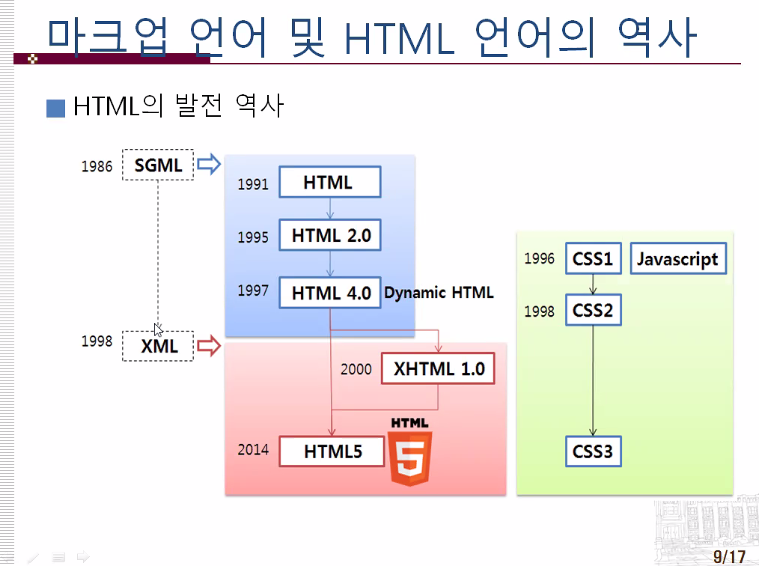 마크업 언어 및 HTML 언어의 역사
HTML의 발전 역사
1986 SGML
1991 HTML
1995 HTML 2.0
1997 HTML 4.0 Dynamic HTML
1996 CSS1 Javascript
1998 CSS2
1998 XML
2000 XHTML 1.0
HTML
5
2014 HTML5
CSS3
9/17